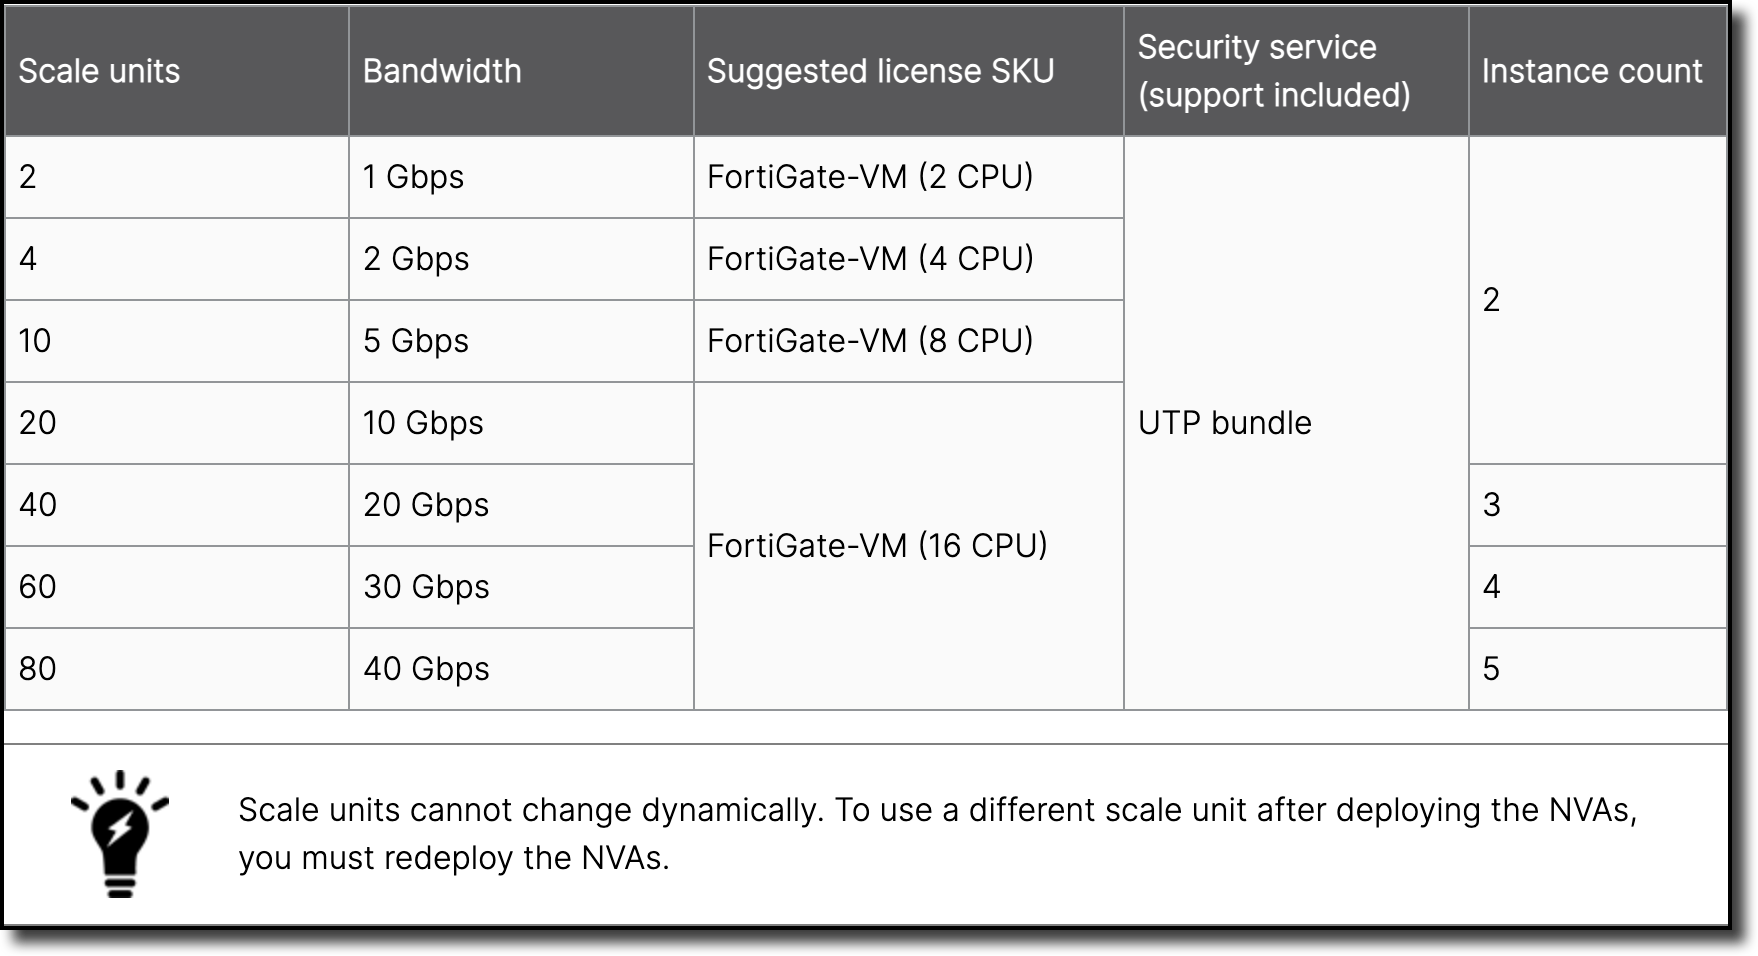 Scale units
Bandwidth
Suggested license SKU
Security service
(support included)
Instance count
2
1 Gbps
FortiGate-VM (2 CPU)
UTP bundle
2
4
2 Gbps
FortiGate-VM (4 CPU)
10
5 Gbps
FortiGate-VM (8 CPU)
20
10 Gbps
FortiGate-VM (16 CPU)
40
20 Gbps
3
60
30 Gbps
4
80
40 Gbps
5
Scale units cannot change dynamically. To use a different scale unit after deploying the NVAs,
you must redeploy the NVAs.